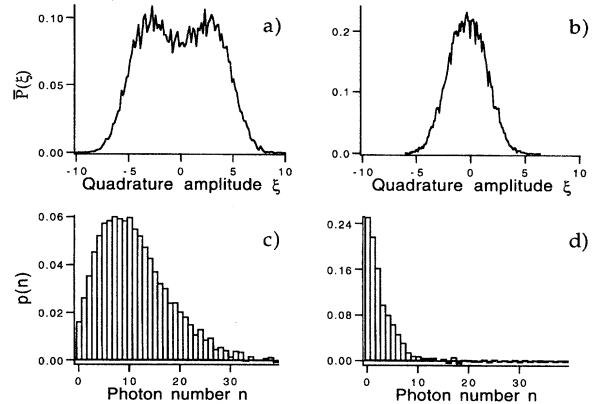 a)
0.10
0.05
0.00
P̅(ξ)
-10 -5 0 5 10
Quadrature amplitude ξ
b)
0.2
0.1
0.0
-10 -5 0 5 10
Quadrature amplitude ξ
c)
0.06
0.04
0.02
0.00
p(n)
0 10 20 30
Photon number n
d)
0.24
0.16
0.08
0.00
0 10 20 30
Photon number n